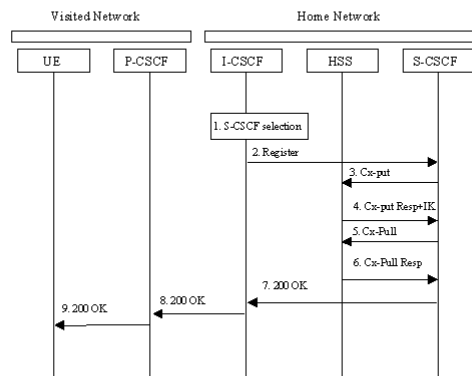 Visited Network
Home Network
UE
P-CSCF
I-CSCF
HSS
S-CSCF
1. S-CSCF selection
2. Register
3. Cx-put
4. Cx-put Resp+IK
5. Cx-Pull
6. Cx-Pull Resp
7. 200 OK
8. 200 OK
9. 200 OK